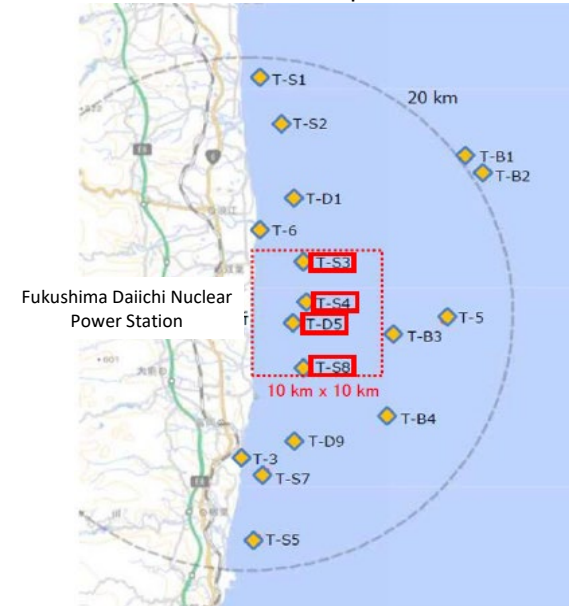 T-S1
20 km
T-S2
T-B1
T-B2
T-D1
T-6
T-S3
Fukushima Daiichi Nuclear
Power Station
T-S4
T-D5
T-5
T-B3
T-S8
10 km x 10 km
T-B4
T-D9
T-3
T-S7
T-S5